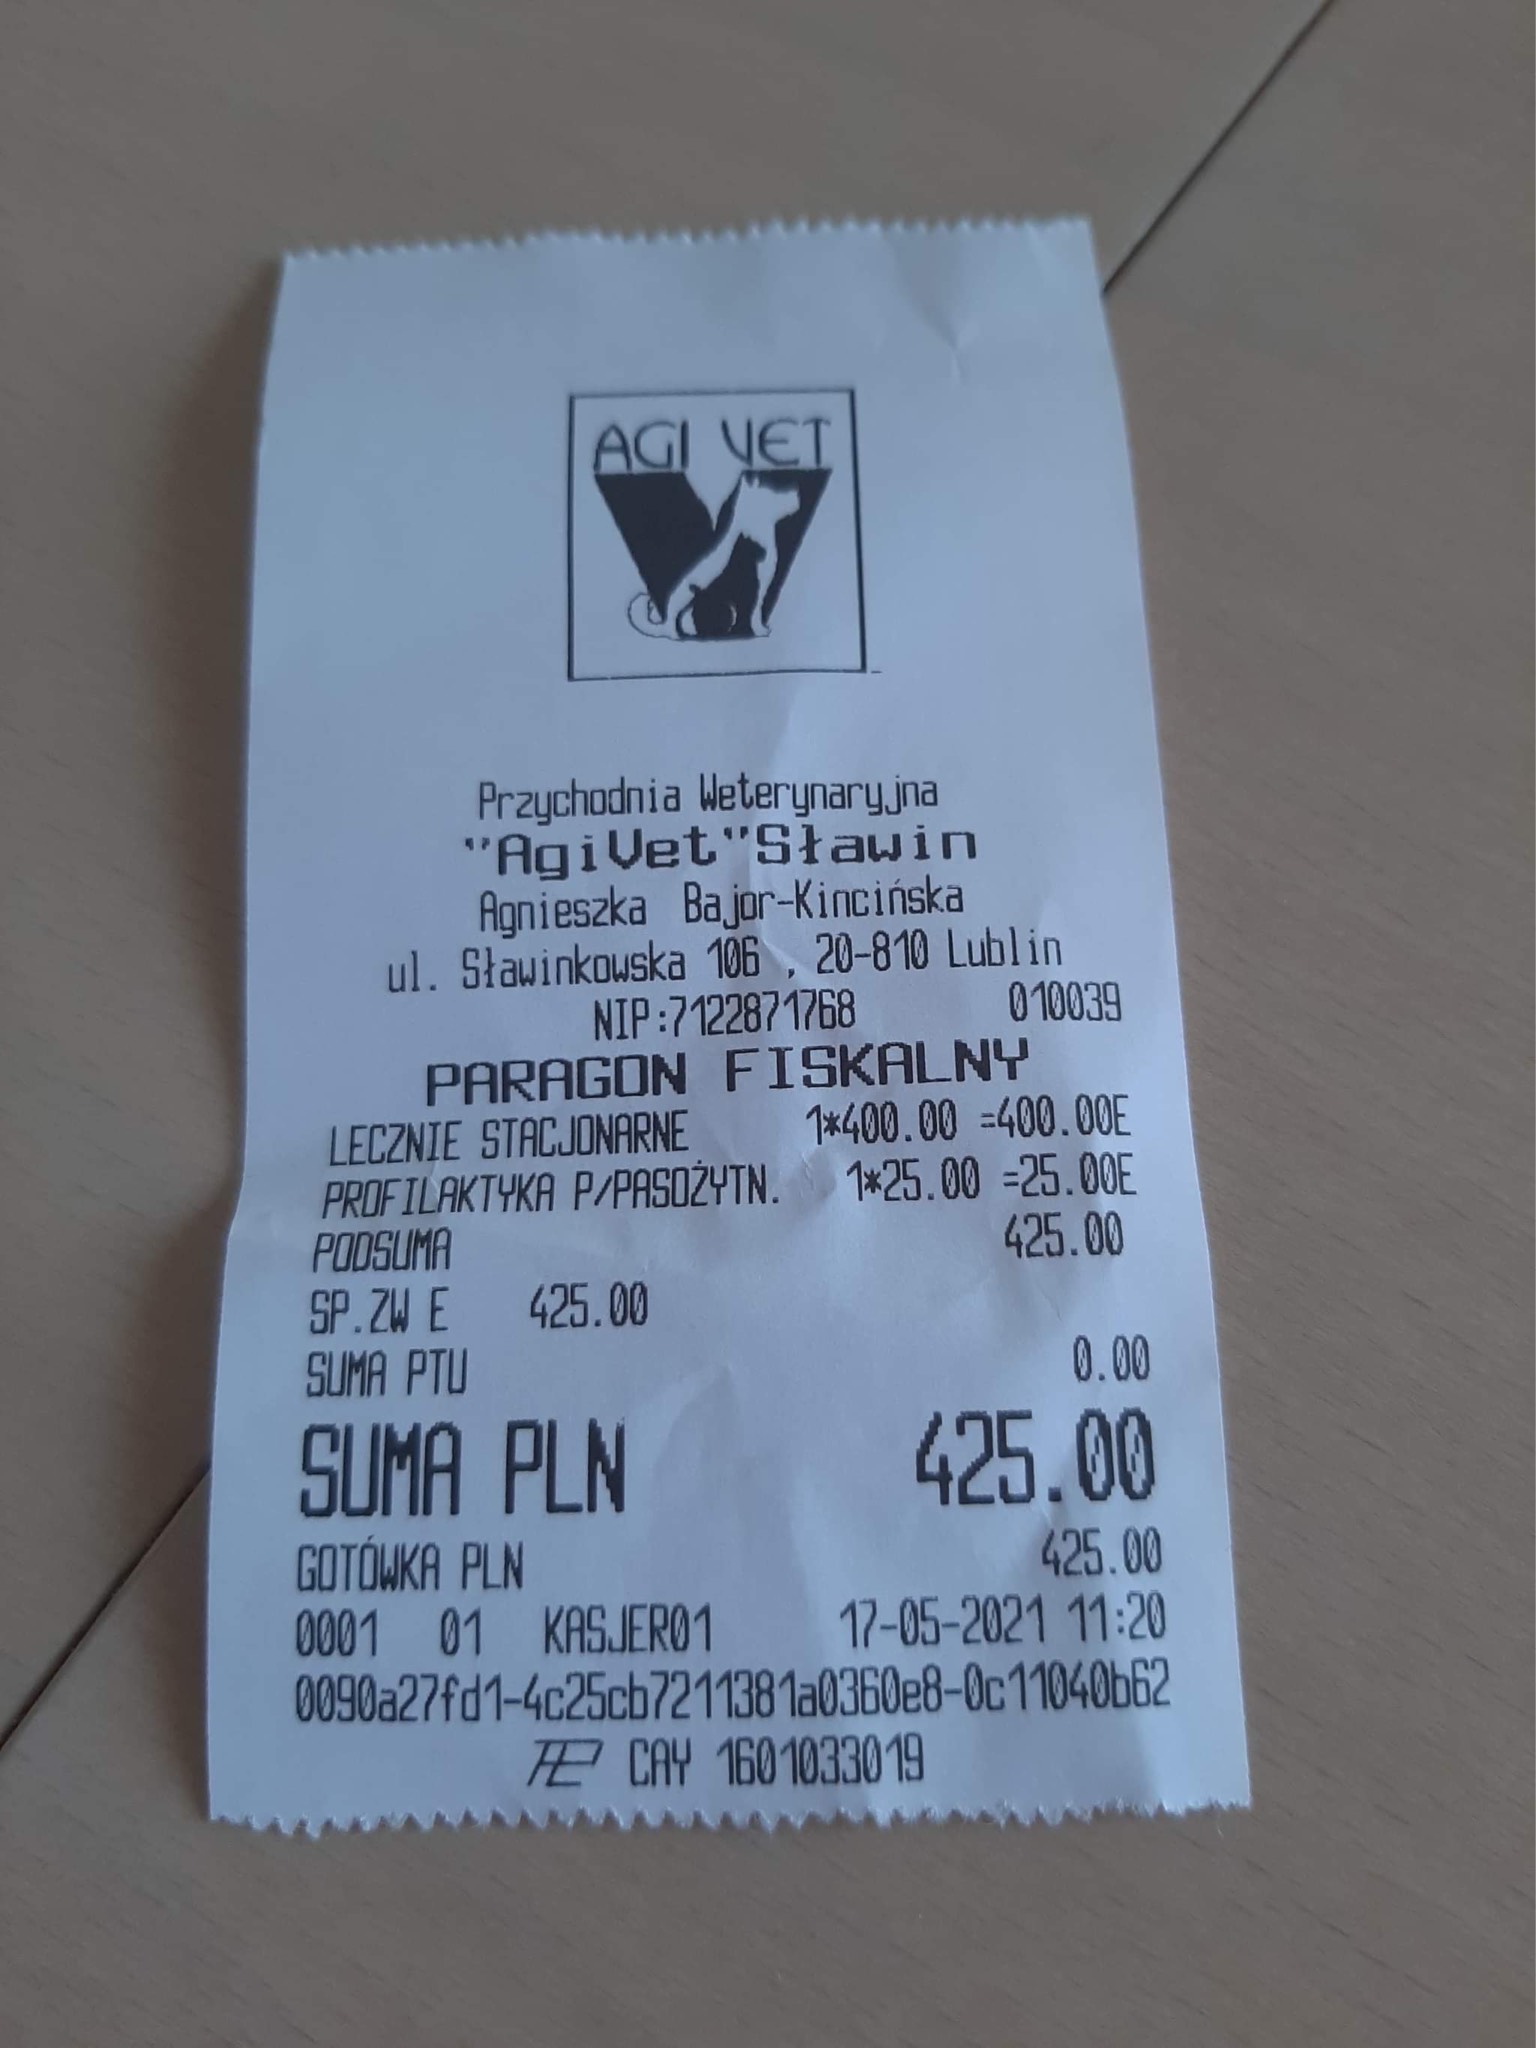 AGI VET
Przychodnia Weterynaryjna
"AgiVet"Sławin
Agnieszka Bajor-Kincińska
ul. Sławinkowska 106 , 20-810 Lublin
NIP:7122871768 010039
PARAGON FISKALNY
LECZNIE STACJONARNE 1*400.00 =400.00E
PROFILAKTYKA P/PASOŻYTN. 1*25.00 =25.00E
PODSUMA 425.00
SP.ZW E 425.00
SUMA PTU 0.00
SUMA PLN 425.00
GOTÓWKA PLN 425.00
0001 01 KASJER01 17-05-2021 11:20
0090a27fd1-4c25cb7211381a0360e8-0c11040b62
CAY 1601033019